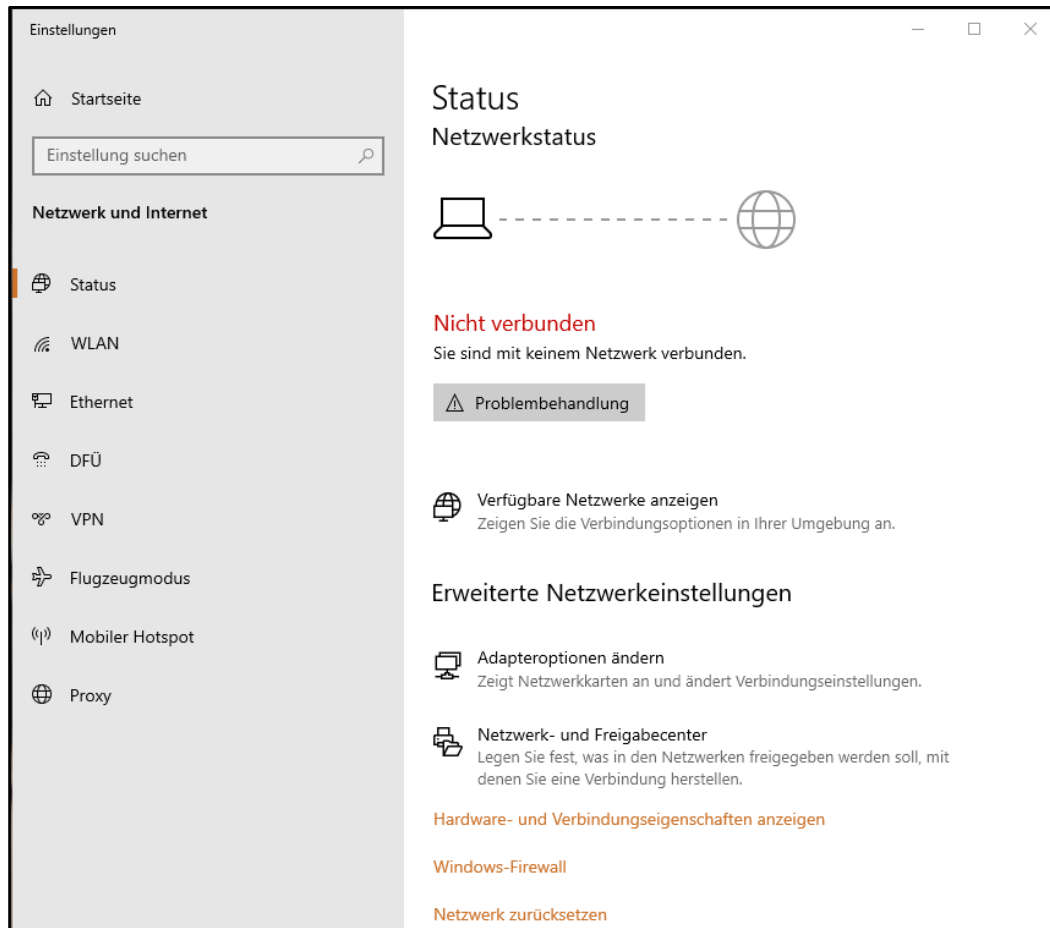 Einstellungen
Startseite
Einstellung suchen
Netzwerk und Internet
Status
WLAN
Ethernet
DFÜ
VPN
Flugzeugmodus
Mobiler Hotspot
Proxy
Status
Netzwerkstatus
Nicht verbunden
Sie sind mit keinem Netzwerk verbunden.
Problembehandlung
Verfügbare Netzwerke anzeigen
Zeigen Sie die Verbindungsoptionen in Ihrer Umgebung an.
Erweiterte Netzwerkeinstellungen
Adapteroptionen ändern
Zeigt Netzwerkkarten an und ändert Verbindungseinstellungen.
Netzwerk- und Freigabecenter
Legen Sie fest, was in den Netzwerken freigegeben werden soll, mit
denen Sie eine Verbindung herstellen.
Hardware- und Verbindungseigenschaften anzeigen
Windows-Firewall
Netzwerk zurücksetzen